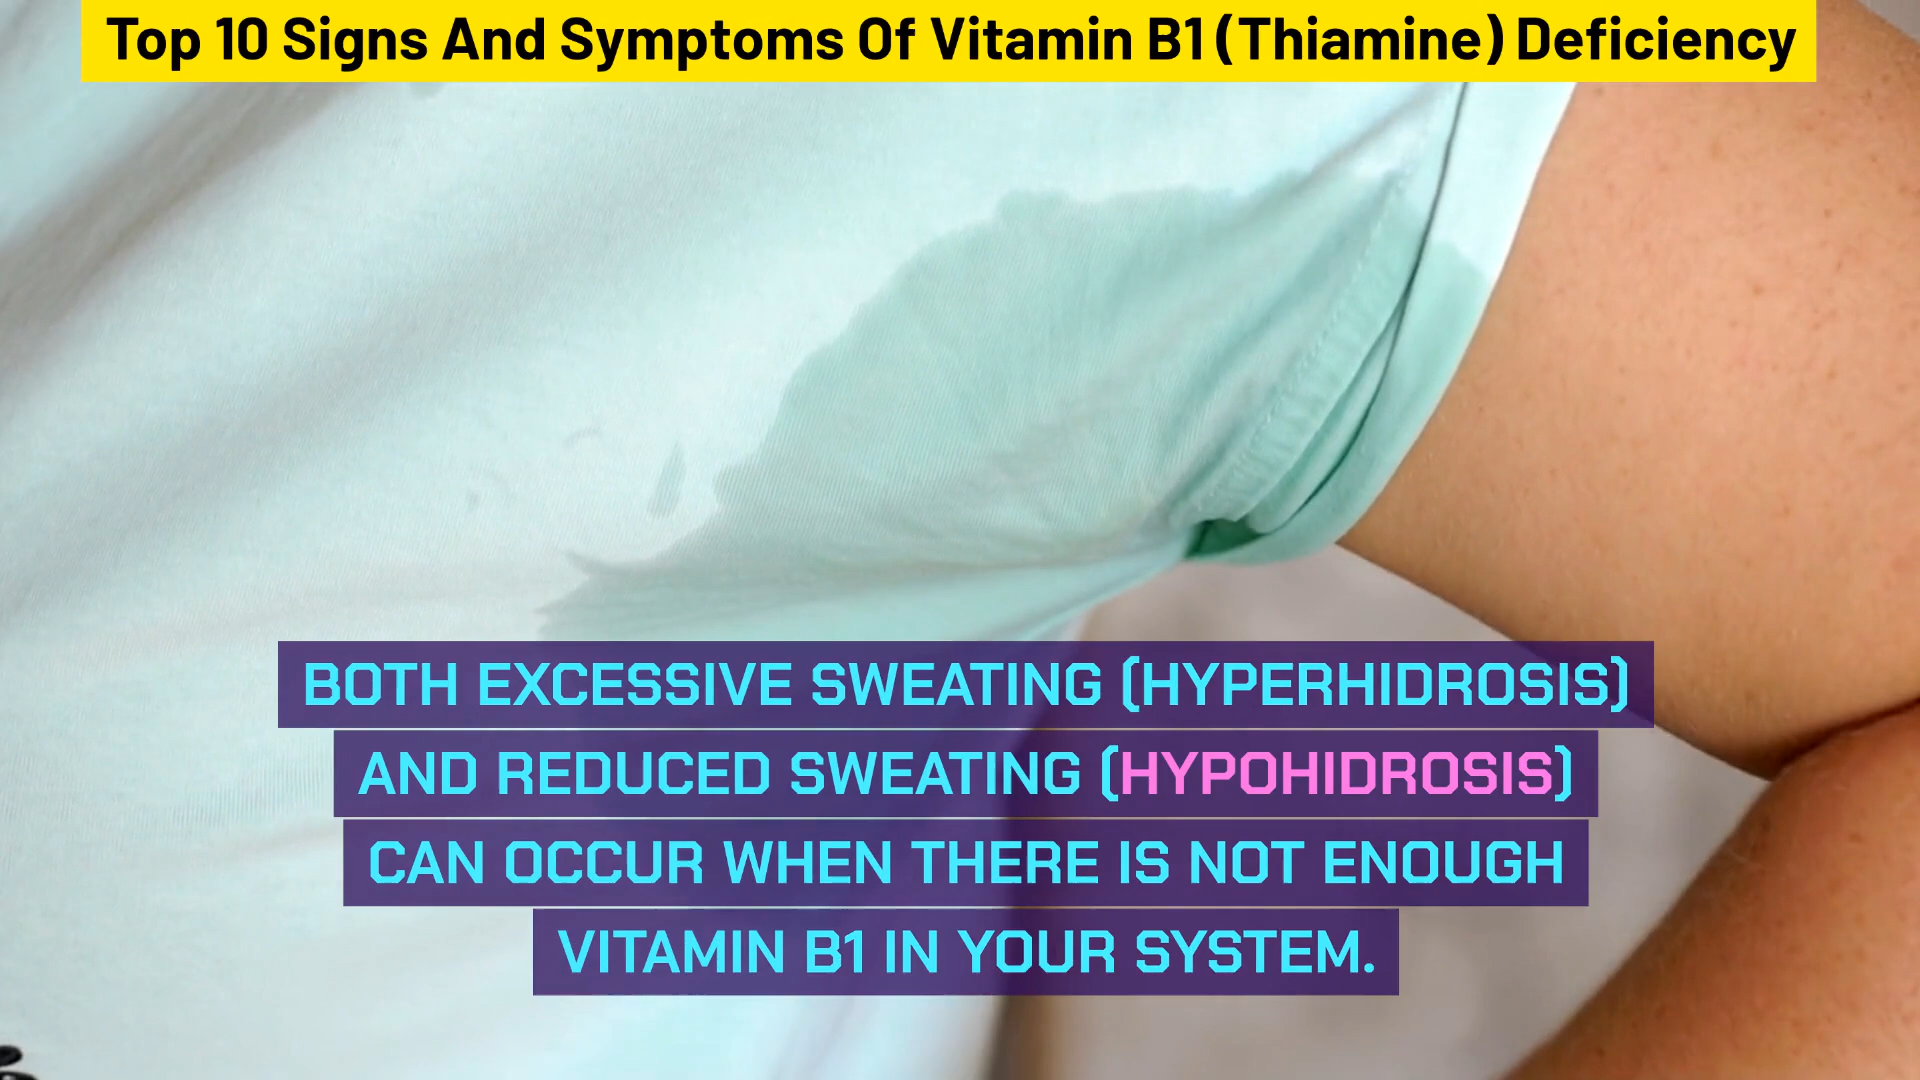 Top 10 Signs And Symptoms Of Vitamin B1 (Thiamine) Deficiency
BOTH EXCESSIVE SWEATING (HYPERHIDROSIS)
AND REDUCED SWEATING (HYPOHIDROSIS)
CAN OCCUR WHEN THERE IS NOT ENOUGH
VITAMIN B1 IN YOUR SYSTEM.